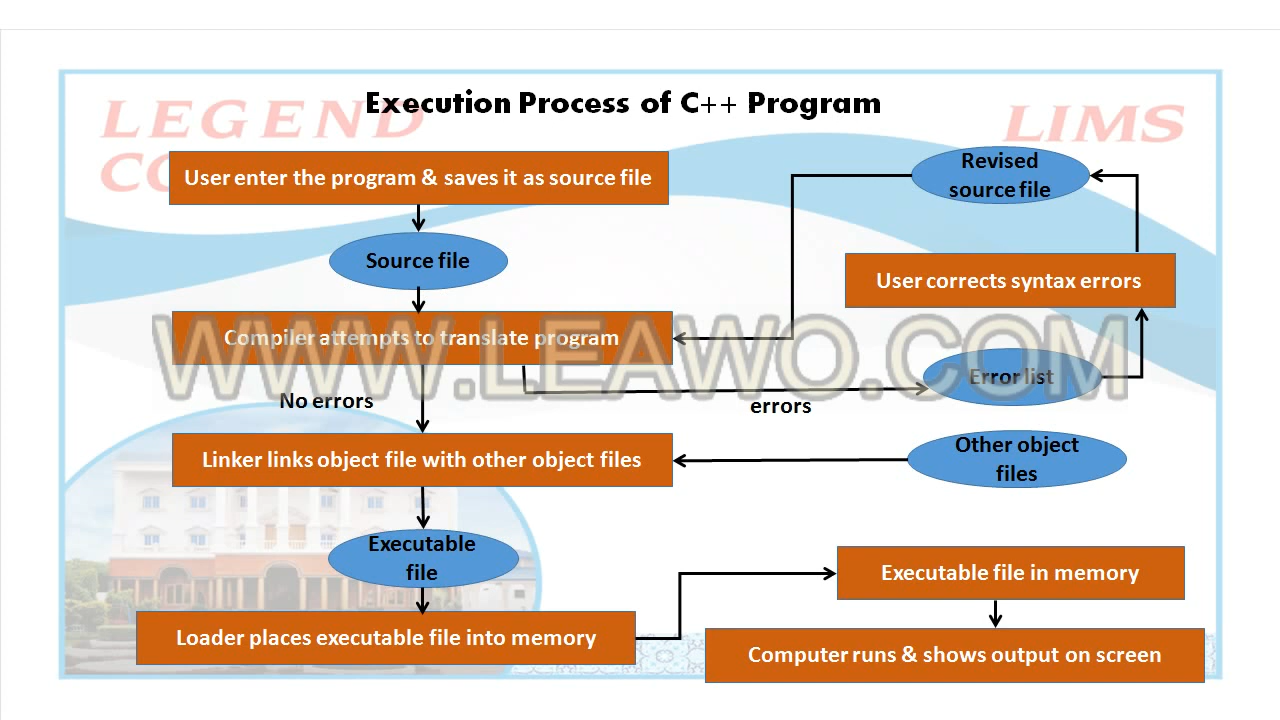 Execution Process of C++ Program
LEGEND
LIMS
User enter the program & saves it as source file
Revised
source file
Source file
User corrects syntax errors
Compiler attempts to translate program
WWW.LEAWO.COM
Error list
No errors
errors
Linker links object file with other object files
Other object
files
Executable
file
Executable file in memory
Loader places executable file into memory
Computer runs & shows output on screen